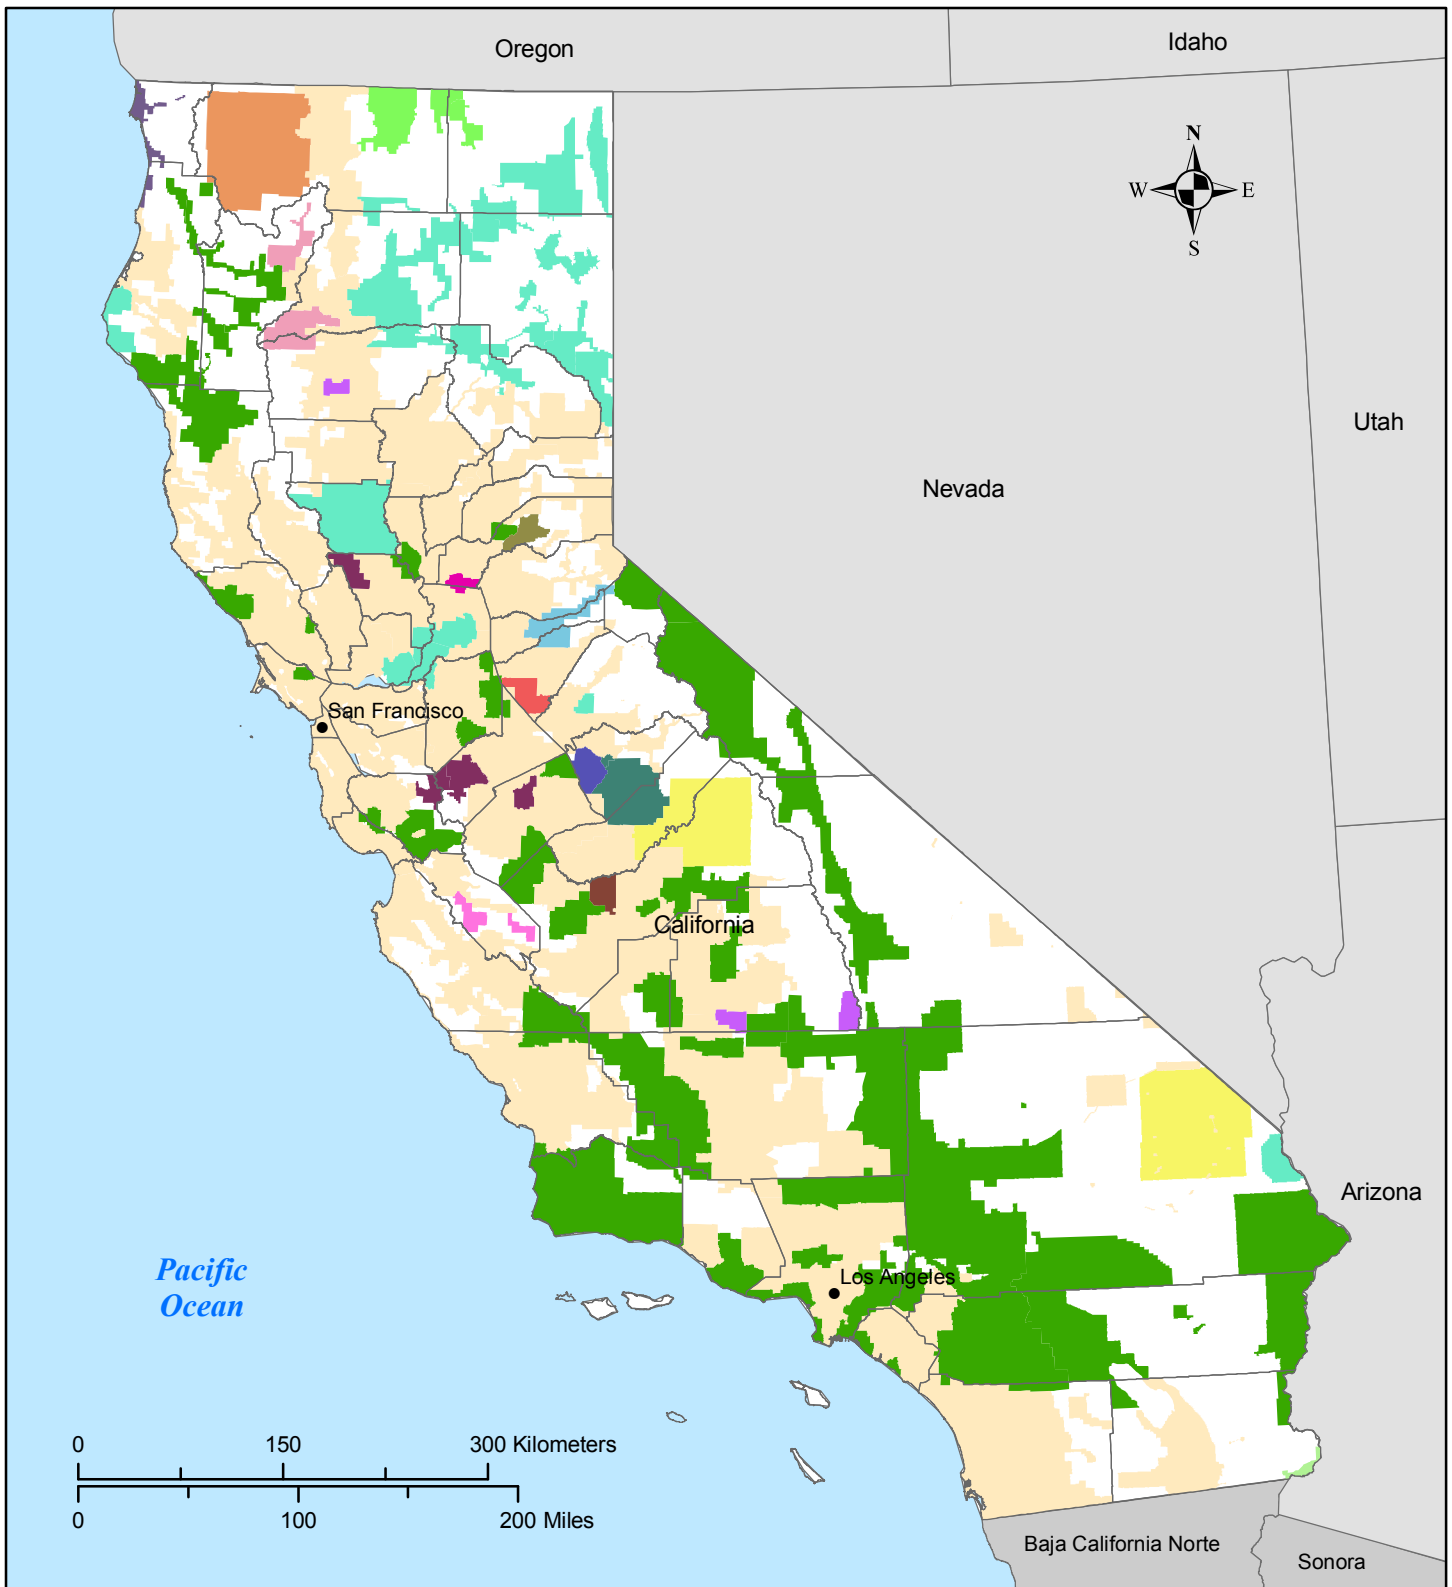 Oregon
Idaho
N
W
E
S
Utah
Nevada
San Francisco
California
Arizona
Pacific
Ocean
Los Angeles
0
150
300 Kilometers
0
100
200 Miles
Baja California Norte
Sonora